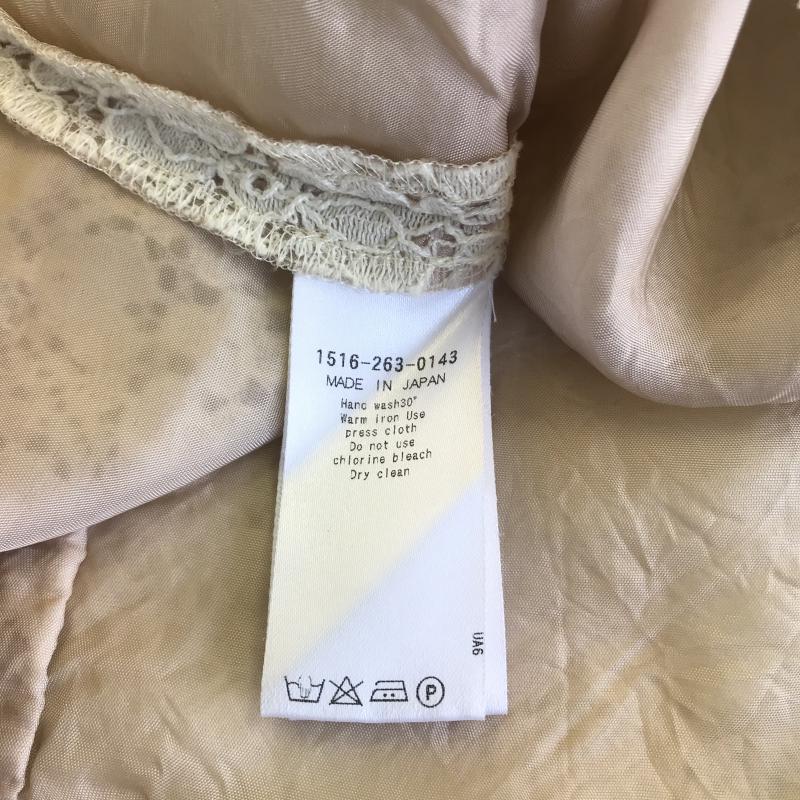 1516-263-0143
MADE IN JAPAN
Hand wash30°
Warm iron Use
press cloth
Do not use
chlorine bleach
Dry clean
UA6
P